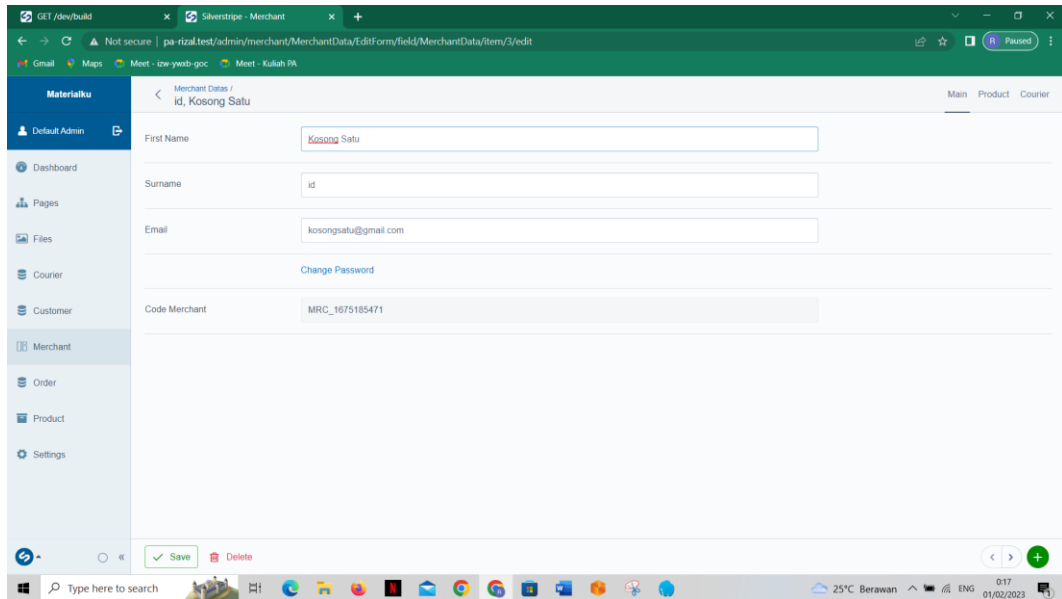 GET /dev/build
Silverstripe - Merchant
Not secure | pa-rizal.test/admin/merchant/MerchantData/EditForm/field/MerchantData/item/3/edit
R Paused
Gmail Maps Meet - izw-ywxb-goc Meet - Kuliah PA
Materialku
Merchant Datas /
id, Kosong Satu
Main Product Courier
Default Admin
First Name Kosong Satu
Dashboard
Surname id
Pages
Email kosongsatu@gmail.com
Files
Change Password
Courier
Code Merchant MRC_1675185471
Customer
Merchant
Order
Product
Settings
Save Delete
Type here to search
25°C Berawan ENG 0:17
01/02/2023